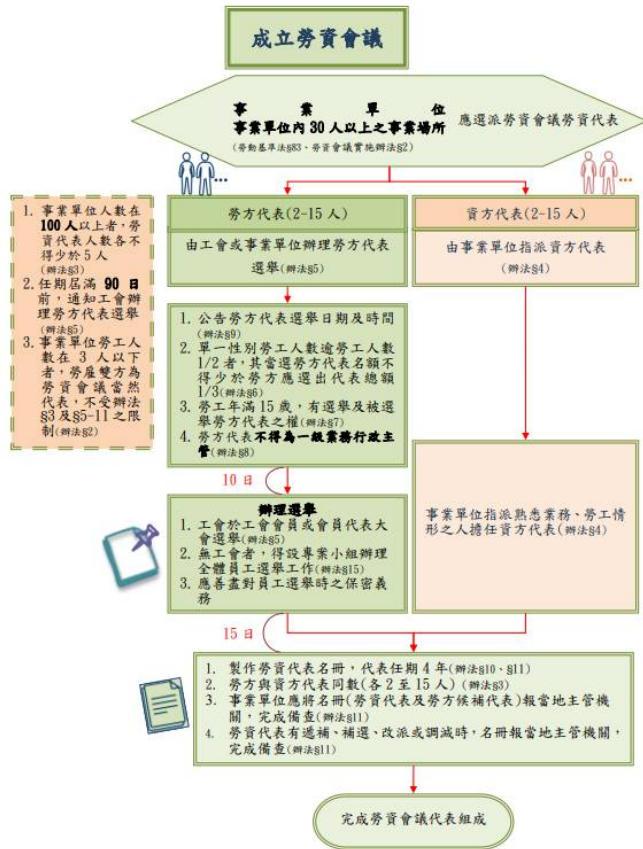 成立勞資會議
事業單位
事業單位內30人以上之事業場所
(勞動基準法§83、勞資會議實施辦法§2)
應選派勞資會議勞資代表
1. 事業單位人數在
100人以上者，勞
資代表人數各不
得少於5人
(辦法§3)
2. 任期屆滿 90 日
前，通知工會辦
理勞方代表選舉
(辦法§5)
3. 事業單位勞工人
數在 3 人以下
者，勞雇雙方為
勞資會議當然
代表，不受辦法
§3及§5-11之限
制(辦法§2)
勞方代表(2-15 人)
由工會或事業單位辦理勞方代表
選舉(辦法§5)
資方代表(2-15 人)
由事業單位指派資方代表
(辦法§4)
1. 公告勞方代表選舉日期及時間
(辦法§9)
2. 單一性別勞工人數逾勞工人數
1/2者，其當選勞方代表名額不
得少於勞方應選出代表總額
1/3(辦法§6)
3. 勞工年滿15歲，有選舉及被選
舉勞方代表之權(辦法§7)
4. 勞方代表不得為一級業務行政主
管(辦法§8)
10 日
辦理選舉
1. 工會於工會會員或會員代表大
會選舉(辦法§5)
2. 無工會者，得設專案小組辦理
全體員工選舉工作(辦法§15)
3. 應善盡對員工選舉時之保密義
務
事業單位指派熟悉業務、勞工情
形之人擔任資方代表(辦法§4)
15 日
1. 製作勞資代表名冊，代表任期 4 年(辦法§10、§11)
2. 勞方與資方代表同數(各 2 至 15 人)(辦法§3)
3. 事業單位應將名冊(勞資代表及勞方候補代表)報當地主管機
關，完成備查(辦法§11)
4. 勞資代表有遞補、補選、改派或調減時，名冊報當地主管機關，
完成備查(辦法§11)
完成勞資會議代表組成